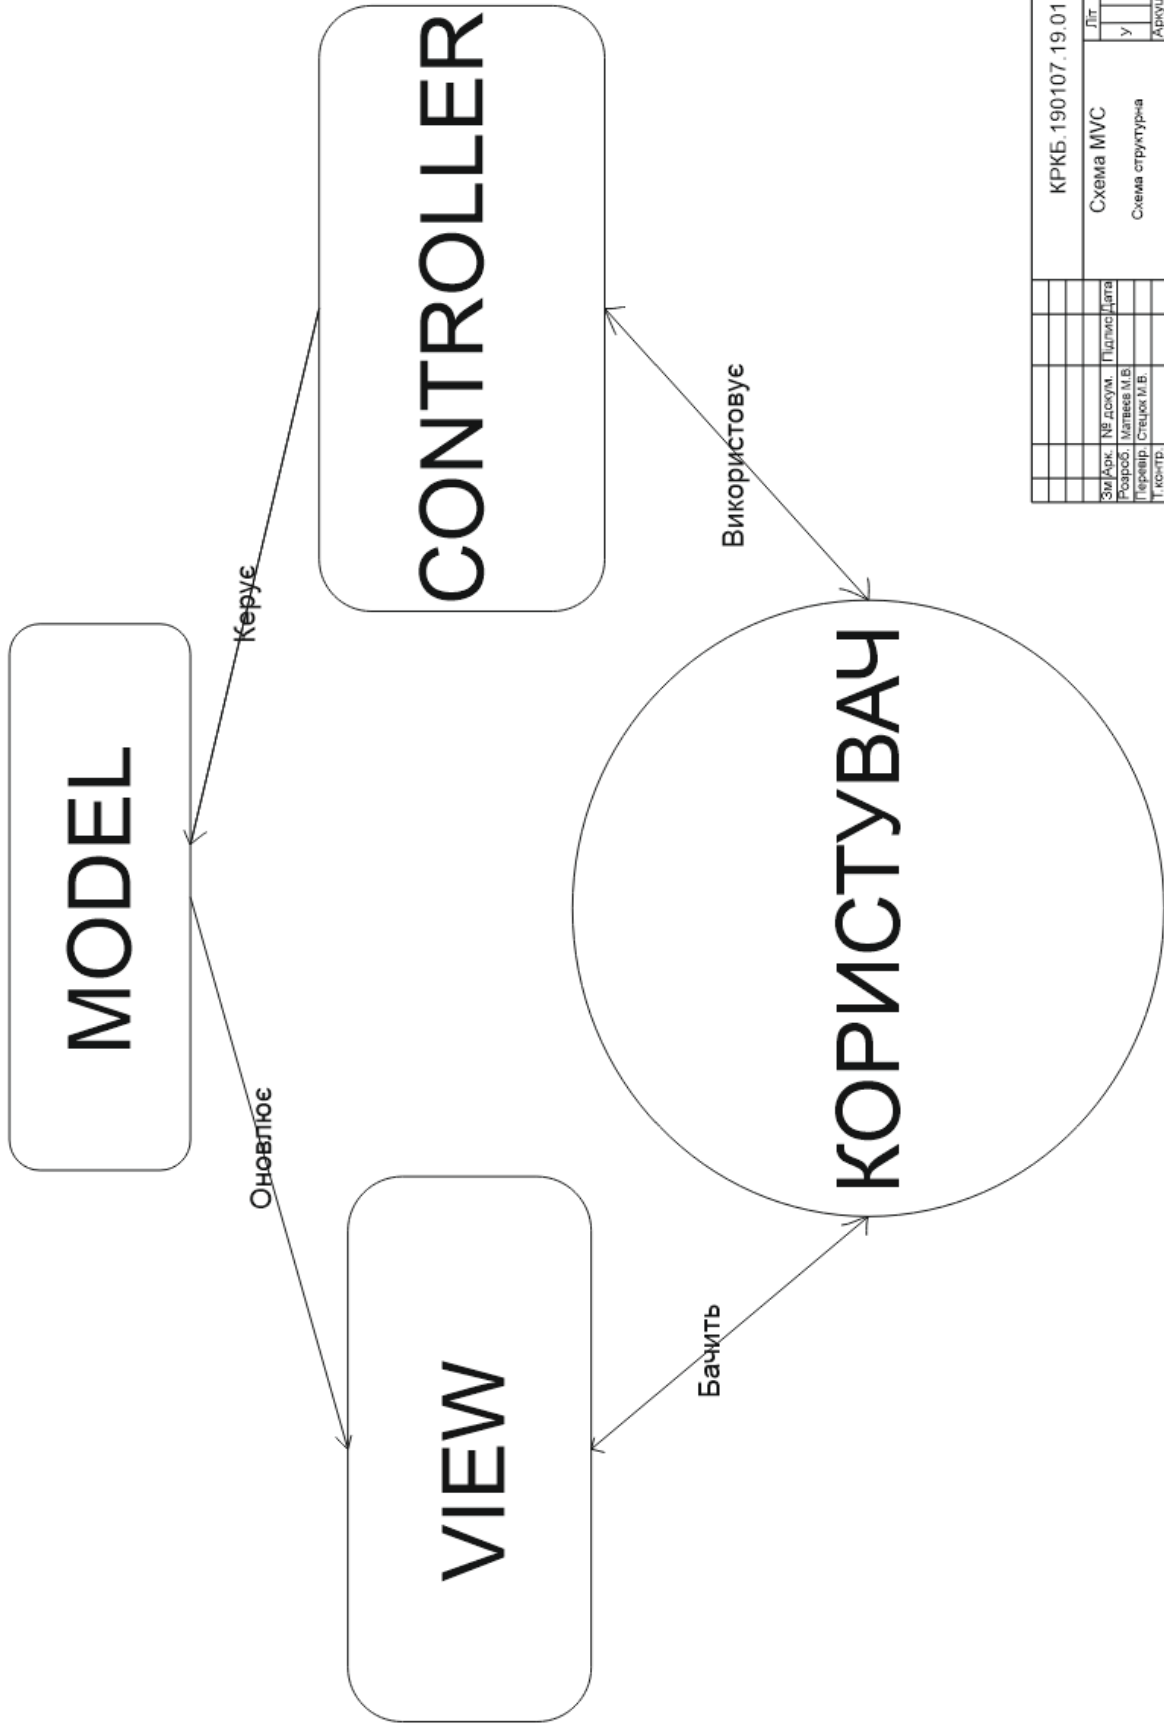 MODEL
Оновлює
Керує
VIEW
CONTROLLER
Бачить
Використовує
КОРИСТУВАЧ
КРКБ.190107.19.01
Зм Арк. № докум. Підпис Дата
Розроб. Матвеєв М.В.
Перевір. Стецюк М.В.
Т.контр.
Схема MVC
Схема структурна
Літ
У